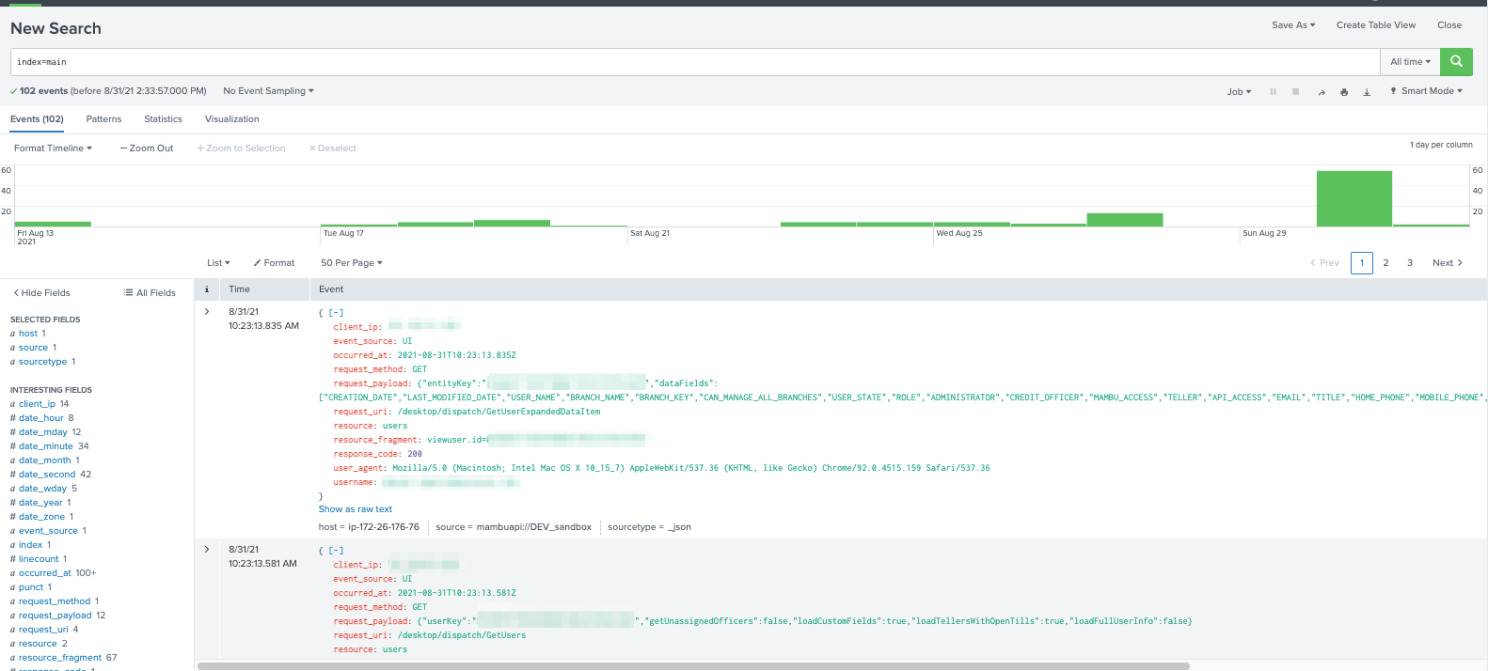 New Search
Save As ▾ Create Table View Close
index=main
All time ▾
✓ 102 events (before 8/31/21 2:33:57.000 PM) No Event Sampling ▾
Job ▾ Smart Mode ▾
Events (102) Patterns Statistics Visualization
Format Timeline ▾ — Zoom Out + Zoom to Selection × Deselect
1 day per column
60 60
40 40
20 20
Fri Aug 13 Tue Aug 17 Sat Aug 21 Wed Aug 25 Sun Aug 29
2021
List ▾ Format 50 Per Page ▾
< Prev 1 2 3 Next >
< Hide Fields All Fields
SELECTED FIELDS
a host 1
a source 1
a sourcetype 1
INTERESTING FIELDS
a client_ip 14
# date_hour 8
# date_mday 12
# date_minute 34
a date_month 1
# date_second 42
a date_wday 5
# date_year 1
# date_zone 1
a event_source 1
a index 1
# linecount 1
a occurred_at 100+
a punct 1
a request_method 1
a request_payload 12
a request_uri 4
a resource 2
a resource_fragment 67
# response_code 1
i Time Event
> 8/31/21
10:23:13.835 AM
{ [-]
client_ip:
event_source: UI
occurred_at: 2021-08-31T10:23:13.835Z
request_method: GET
request_payload: {"entityKey":" ","dataFields":
["CREATION_DATE","LAST_MODIFIED_DATE","USER_NAME","BRANCH_NAME","BRANCH_KEY","CAN_MANAGE_ALL_BRANCHES","USER_STATE","ROLE","ADMINISTRATOR","CREDIT_OFFICER","MAMBU_ACCESS","TELLER","API_ACCESS","EMAIL","TITLE","HOME_PHONE","MOBILE_PHONE",
request_uri: /desktop/dispatch/GetUserExpandedDataItem
resource: users
resource_fragment: viewuser.id=
response_code: 200
user_agent: Mozilla/5.0 (Macintosh; Intel Mac OS X 10_15_7) AppleWebKit/537.36 (KHTML, like Gecko) Chrome/92.0.4515.159 Safari/537.36
username:
}
Show as raw text
host = ip-172-26-176-76 source = mambuapi://DEV_sandbox sourcetype = _json
> 8/31/21
10:23:13.581 AM
{ [-]
client_ip:
event_source: UI
occurred_at: 2021-08-31T10:23:13.581Z
request_method: GET
request_payload: {"userKey":" ","getUnassignedOfficers":false,"loadCustomFields":true,"loadTellersWithOpenTills":true,"loadFullUserInfo":false}
request_uri: /desktop/dispatch/GetUsers
resource: users